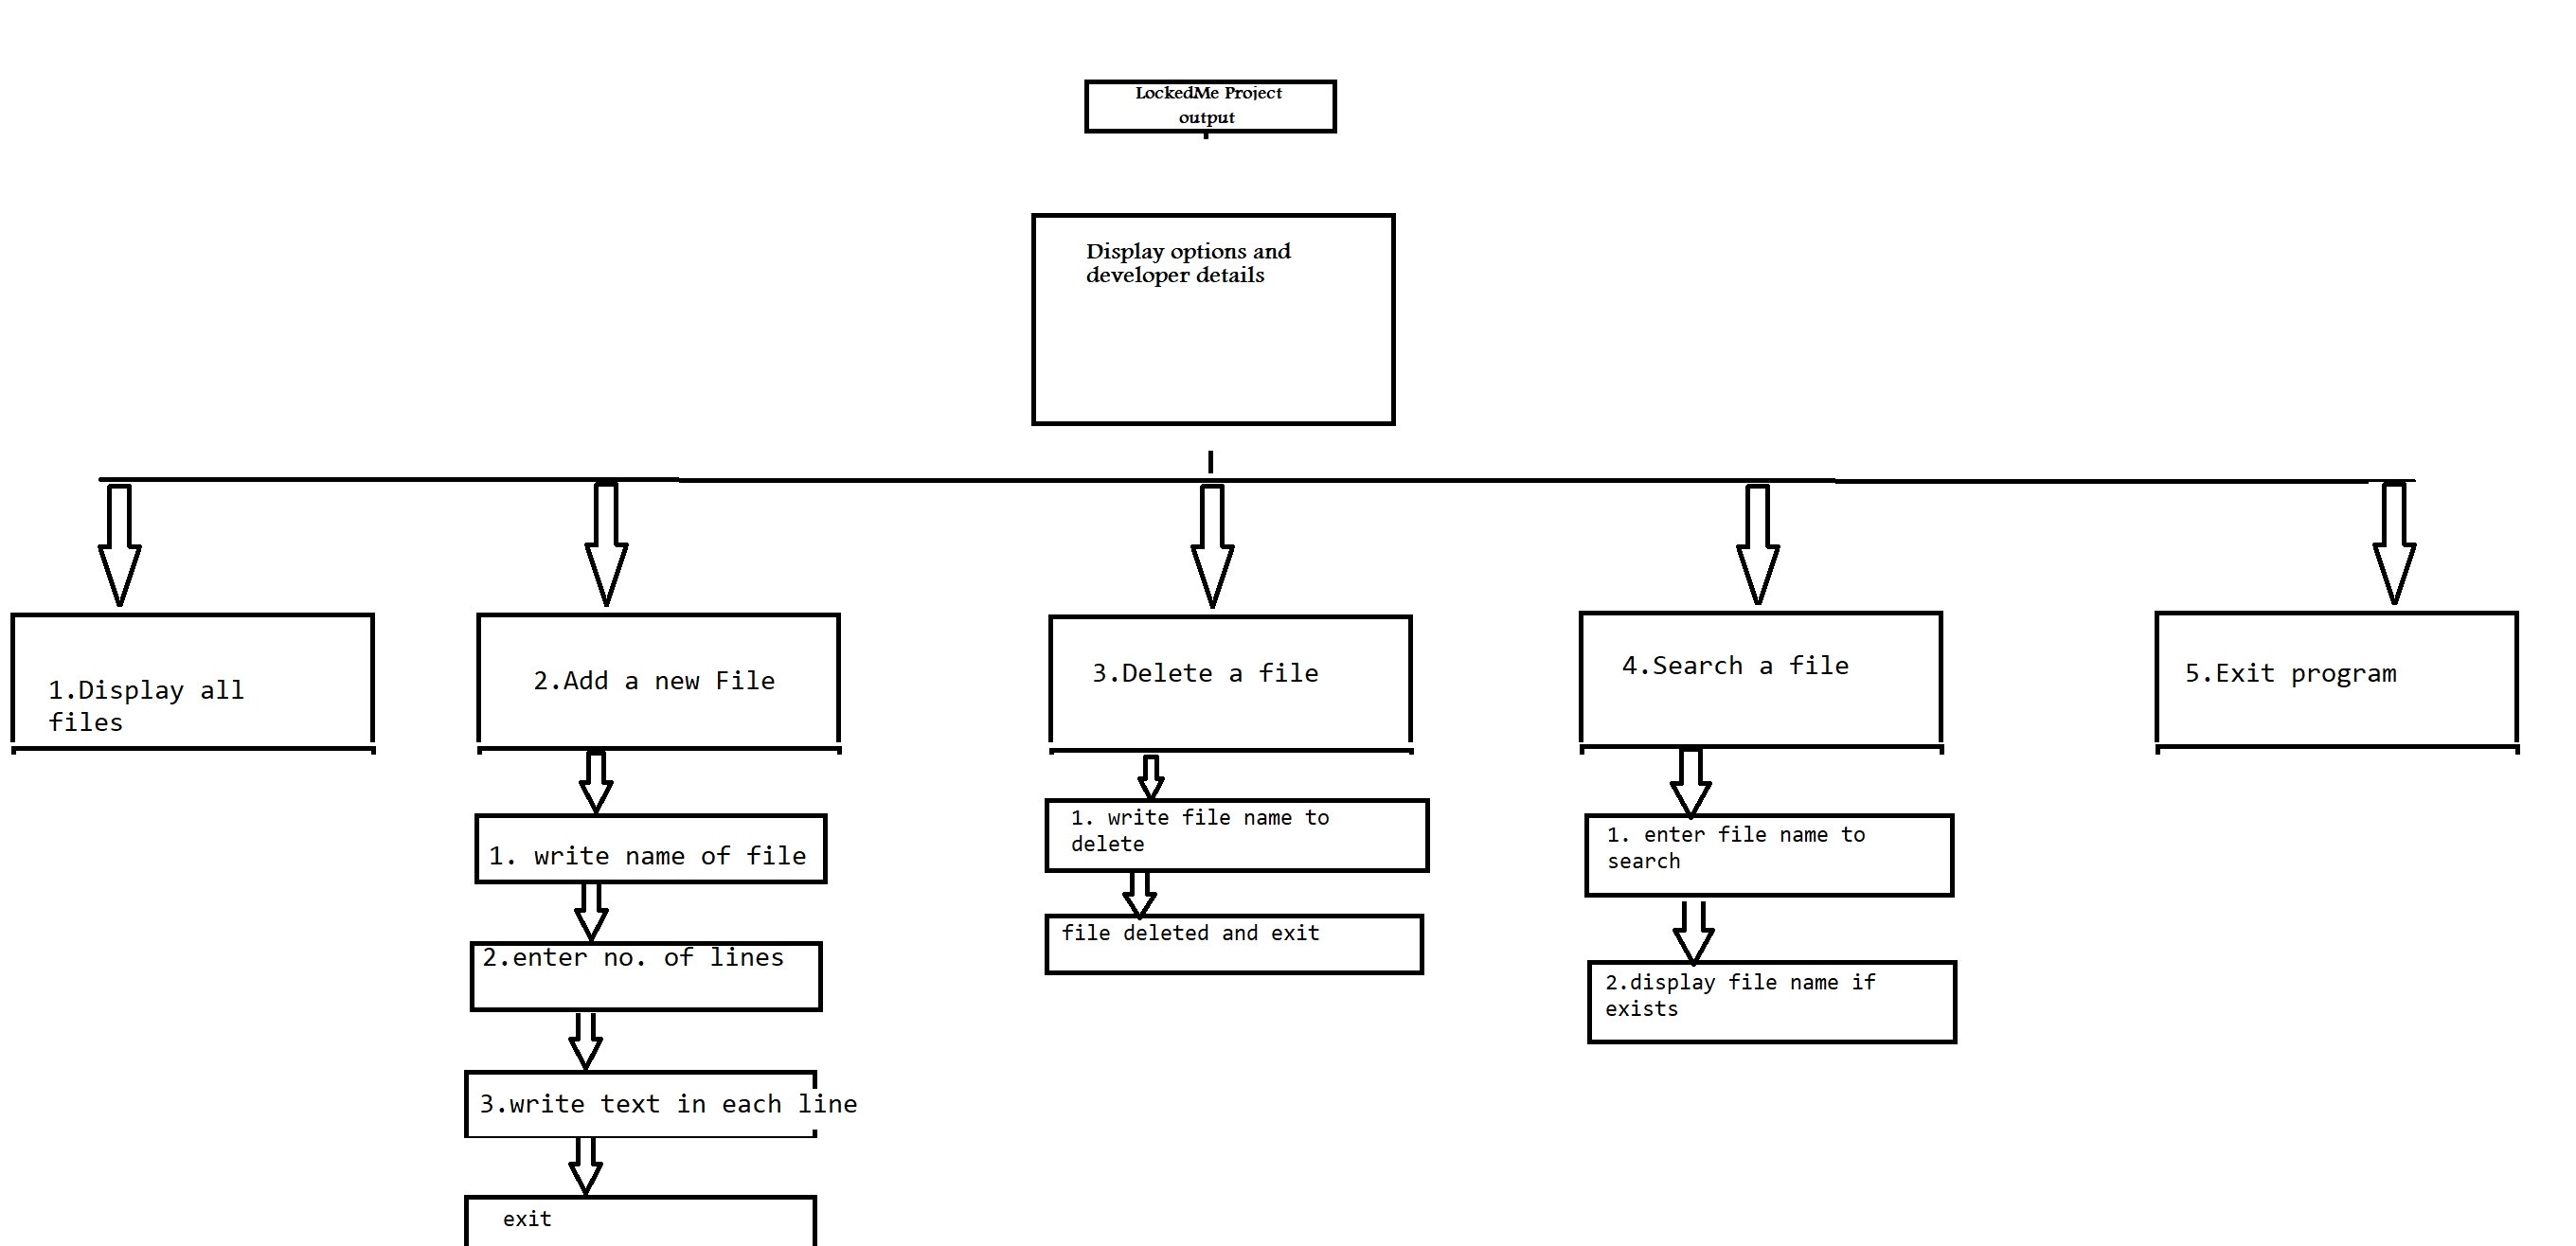 LockedMe Project
output
Display options and
developer details
1.Display all
files
2.Add a new File
3.Delete a file
4.Search a file
5.Exit program
1. write name of file
2.enter no. of lines
3.write text in each line
exit
1. write file name to
delete
file deleted and exit
1. enter file name to
search
2.display file name if
exists